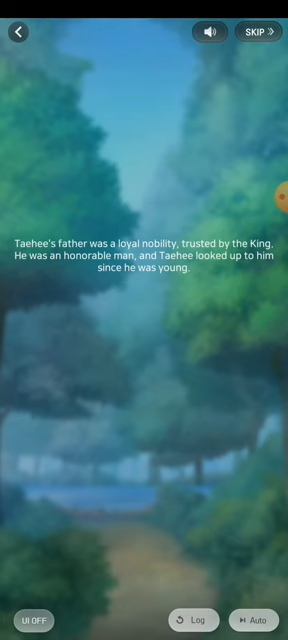 SKIP
Taehee's father was a loyal nobility, trusted by the King.
He was an honorable man, and Taehee looked up to him
since he was young.
UI OFF
Log
Auto